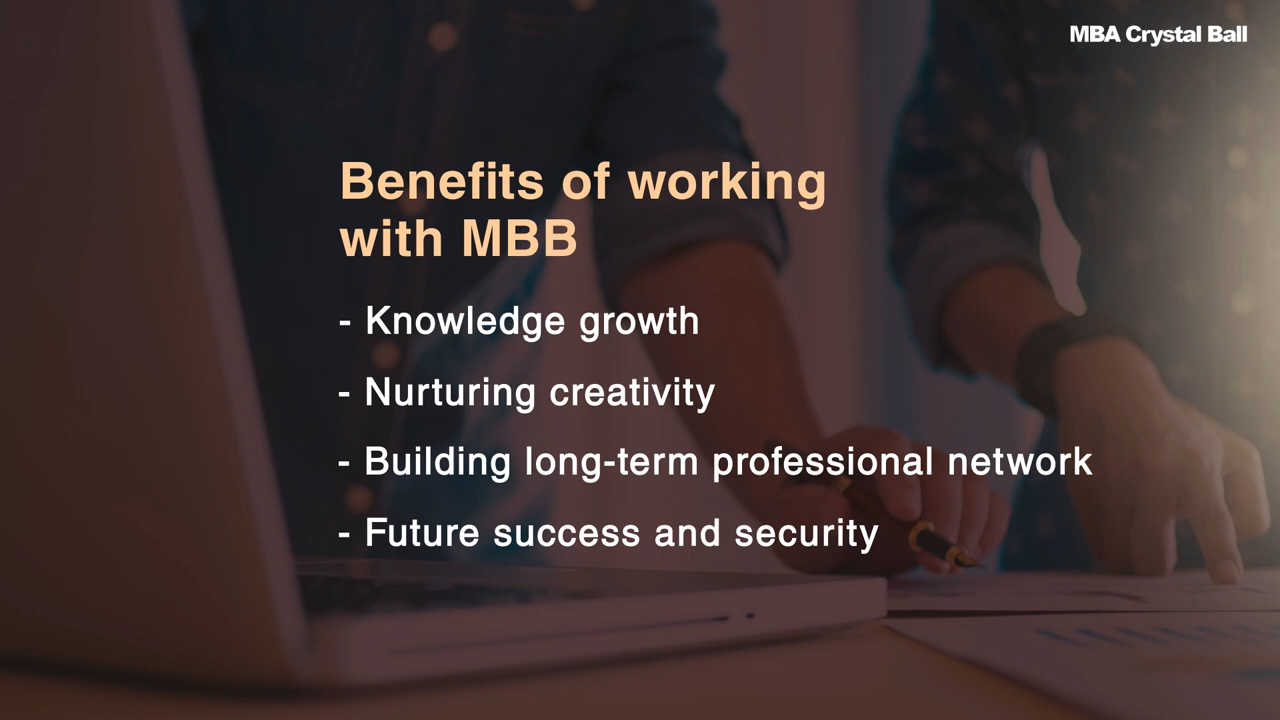 MBA Crystal Ball
Benefits of working
with MBB
- Knowledge growth
- Nurturing creativity
- Building long-term professional network
- Future success and security